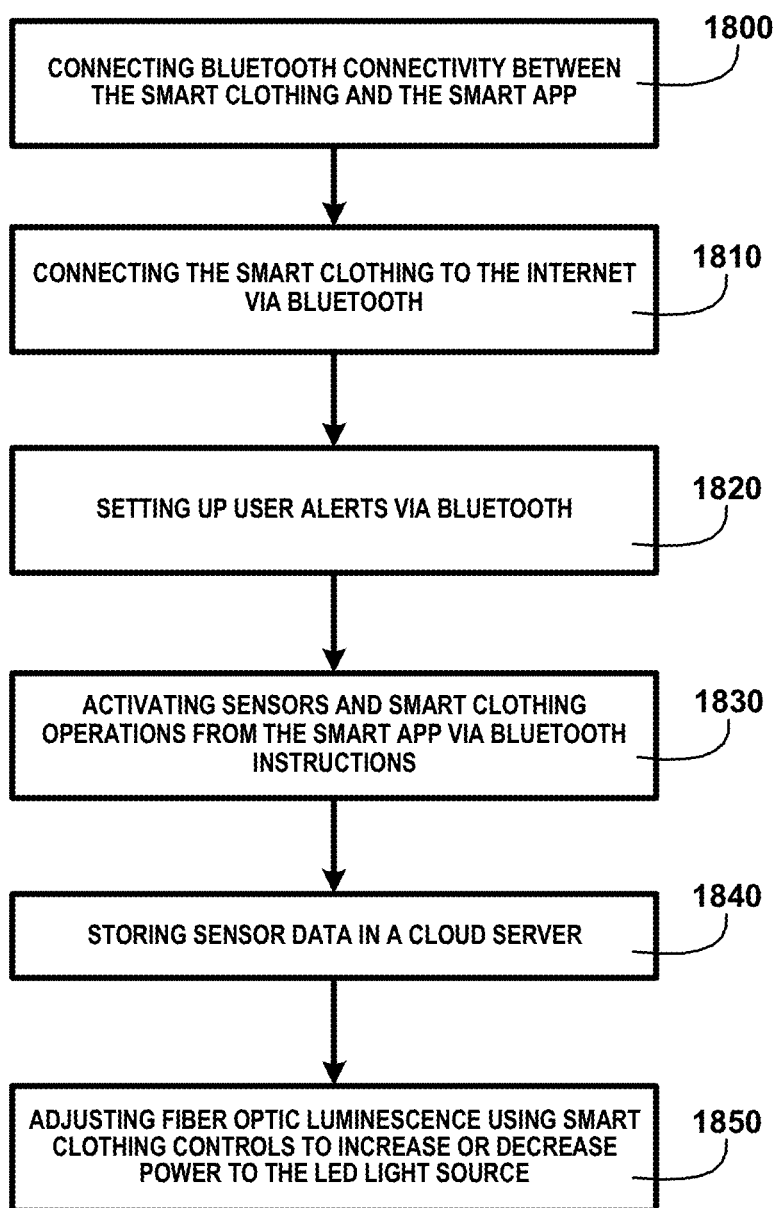 1800
CONNECTING BLUETOOTH CONNECTIVITY BETWEEN
THE SMART CLOTHING AND THE SMART APP
1810
CONNECTING THE SMART CLOTHING TO THE INTERNET
VIA BLUETOOTH
1820
SETTING UP USER ALERTS VIA BLUETOOTH
1830
ACTIVATING SENSORS AND SMART CLOTHING
OPERATIONS FROM THE SMART APP VIA BLUETOOTH
INSTRUCTIONS
1840
STORING SENSOR DATA IN A CLOUD SERVER
1850
ADJUSTING FIBER OPTIC LUMINESCENCE USING SMART
CLOTHING CONTROLS TO INCREASE OR DECREASE
POWER TO THE LED LIGHT SOURCE